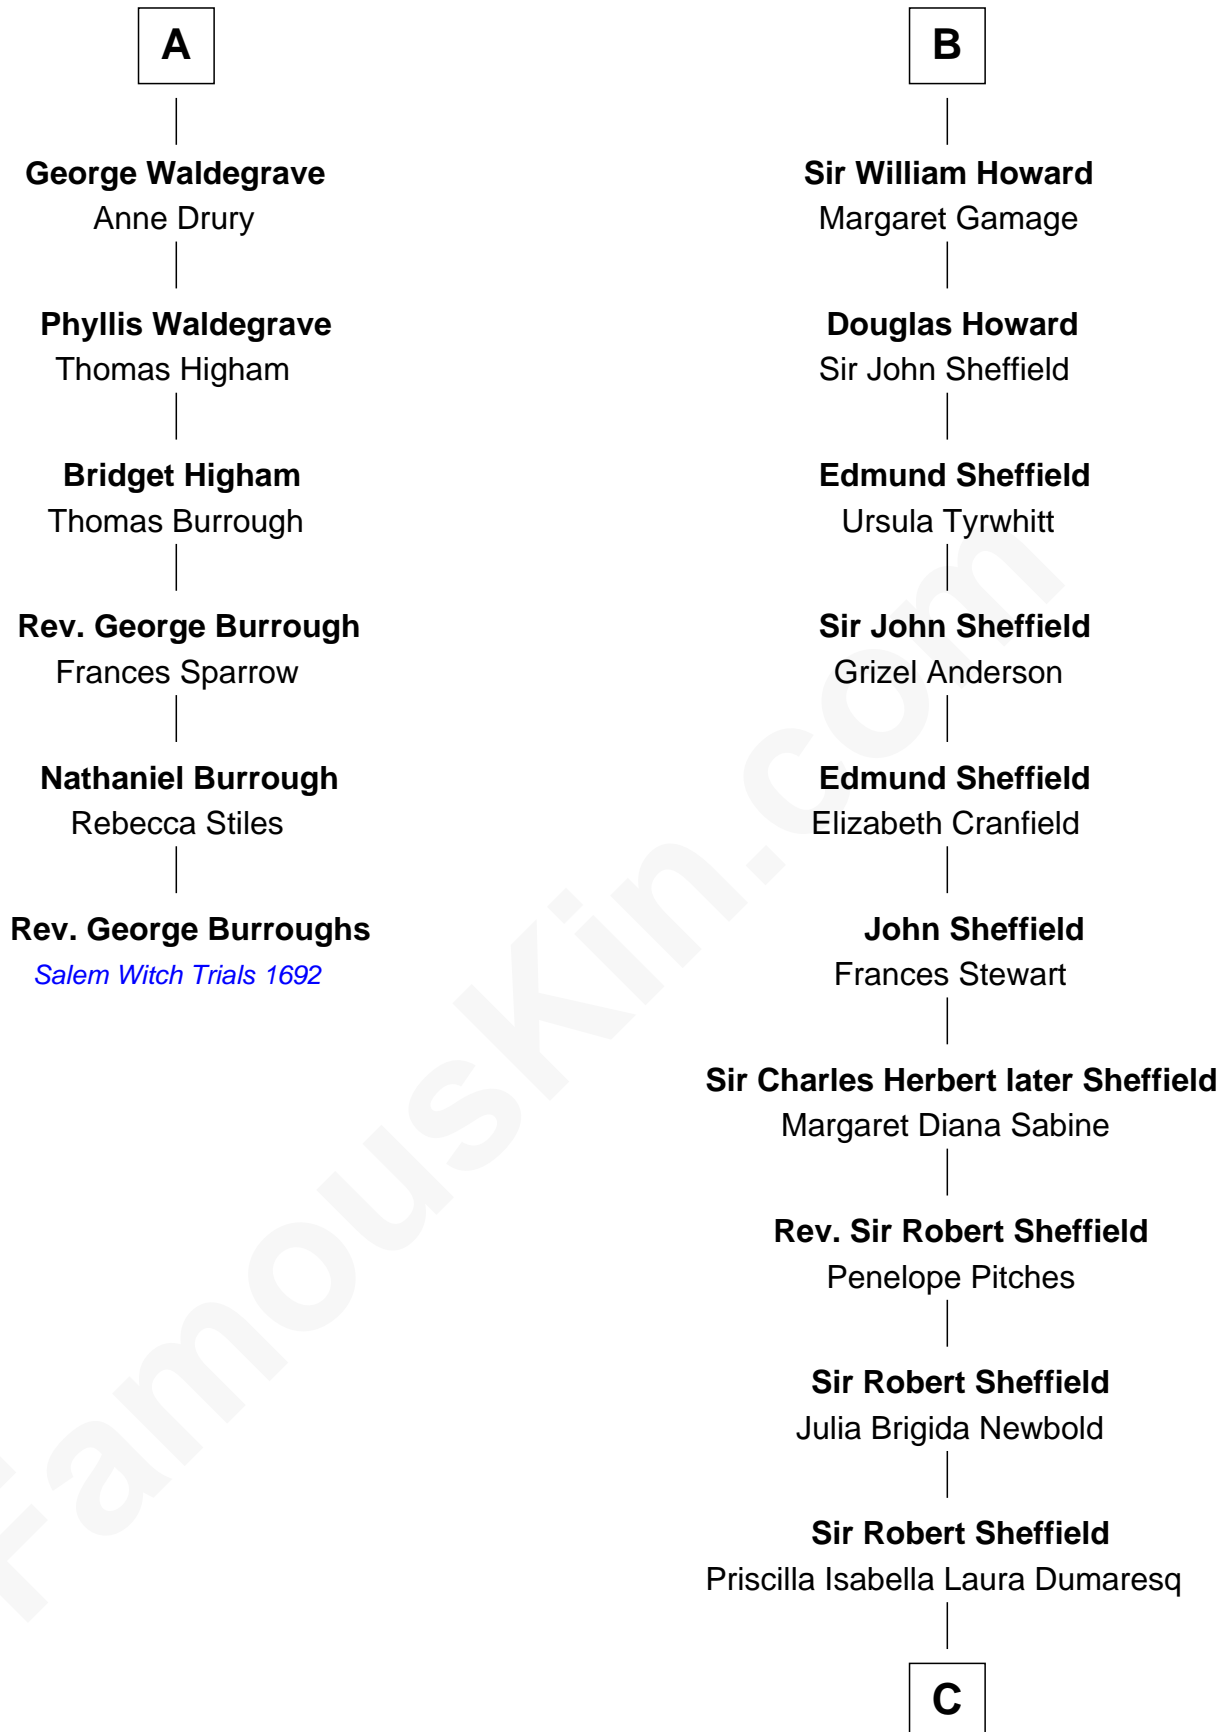 A
George Waldegrave
Anne Drury
Phyllis Waldegrave
Thomas Higham
Bridget Higham
Thomas Burrough
Rev. George Burrough
Frances Sparrow
Nathaniel Burrough
Rebecca Stiles
Rev. George Burroughs
Salem Witch Trials 1692
B
Sir William Howard
Margaret Gamage
Douglas Howard
Sir John Sheffield
Edmund Sheffield
Ursula Tyrwhitt
Sir John Sheffield
Grizel Anderson
Edmund Sheffield
Elizabeth Cranfield
John Sheffield
Frances Stewart
Sir Charles Herbert later Sheffield
Margaret Diana Sabine
Rev. Sir Robert Sheffield
Penelope Pitches
Sir Robert Sheffield
Julia Brigida Newbold
Sir Robert Sheffield
Priscilla Isabella Laura Dumaresq
C
FamousKin.com